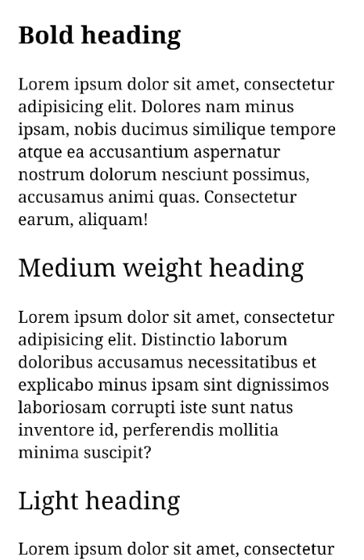 Bold heading
Lorem ipsum dolor sit amet, consectetur
adipisicing elit. Dolores nam minus
ipsam, nobis ducimus similique tempore
atque ea accusantium aspernatur
nostrum dolorum nesciunt possimus,
accusamus animi quas. Consectetur
earum, aliquam!
Medium weight heading
Lorem ipsum dolor sit amet, consectetur
adipisicing elit. Distinctio laborum
doloribus accusamus necessitatibus et
explicabo minus ipsam sint dignissimos
laboriosam corrupti iste sunt natus
inventore id, perferendis mollitia
minima suscipit?
Light heading
Lorem ipsum dolor sit amet, consectetur